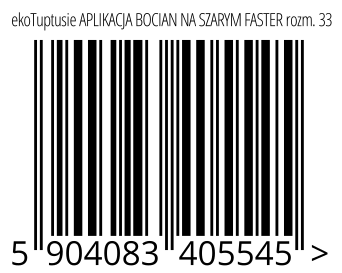 ekoTuptusie APLIKACJA BOCIAN NA SZARYM FASTER rozm. 33
5 904083 405545 >